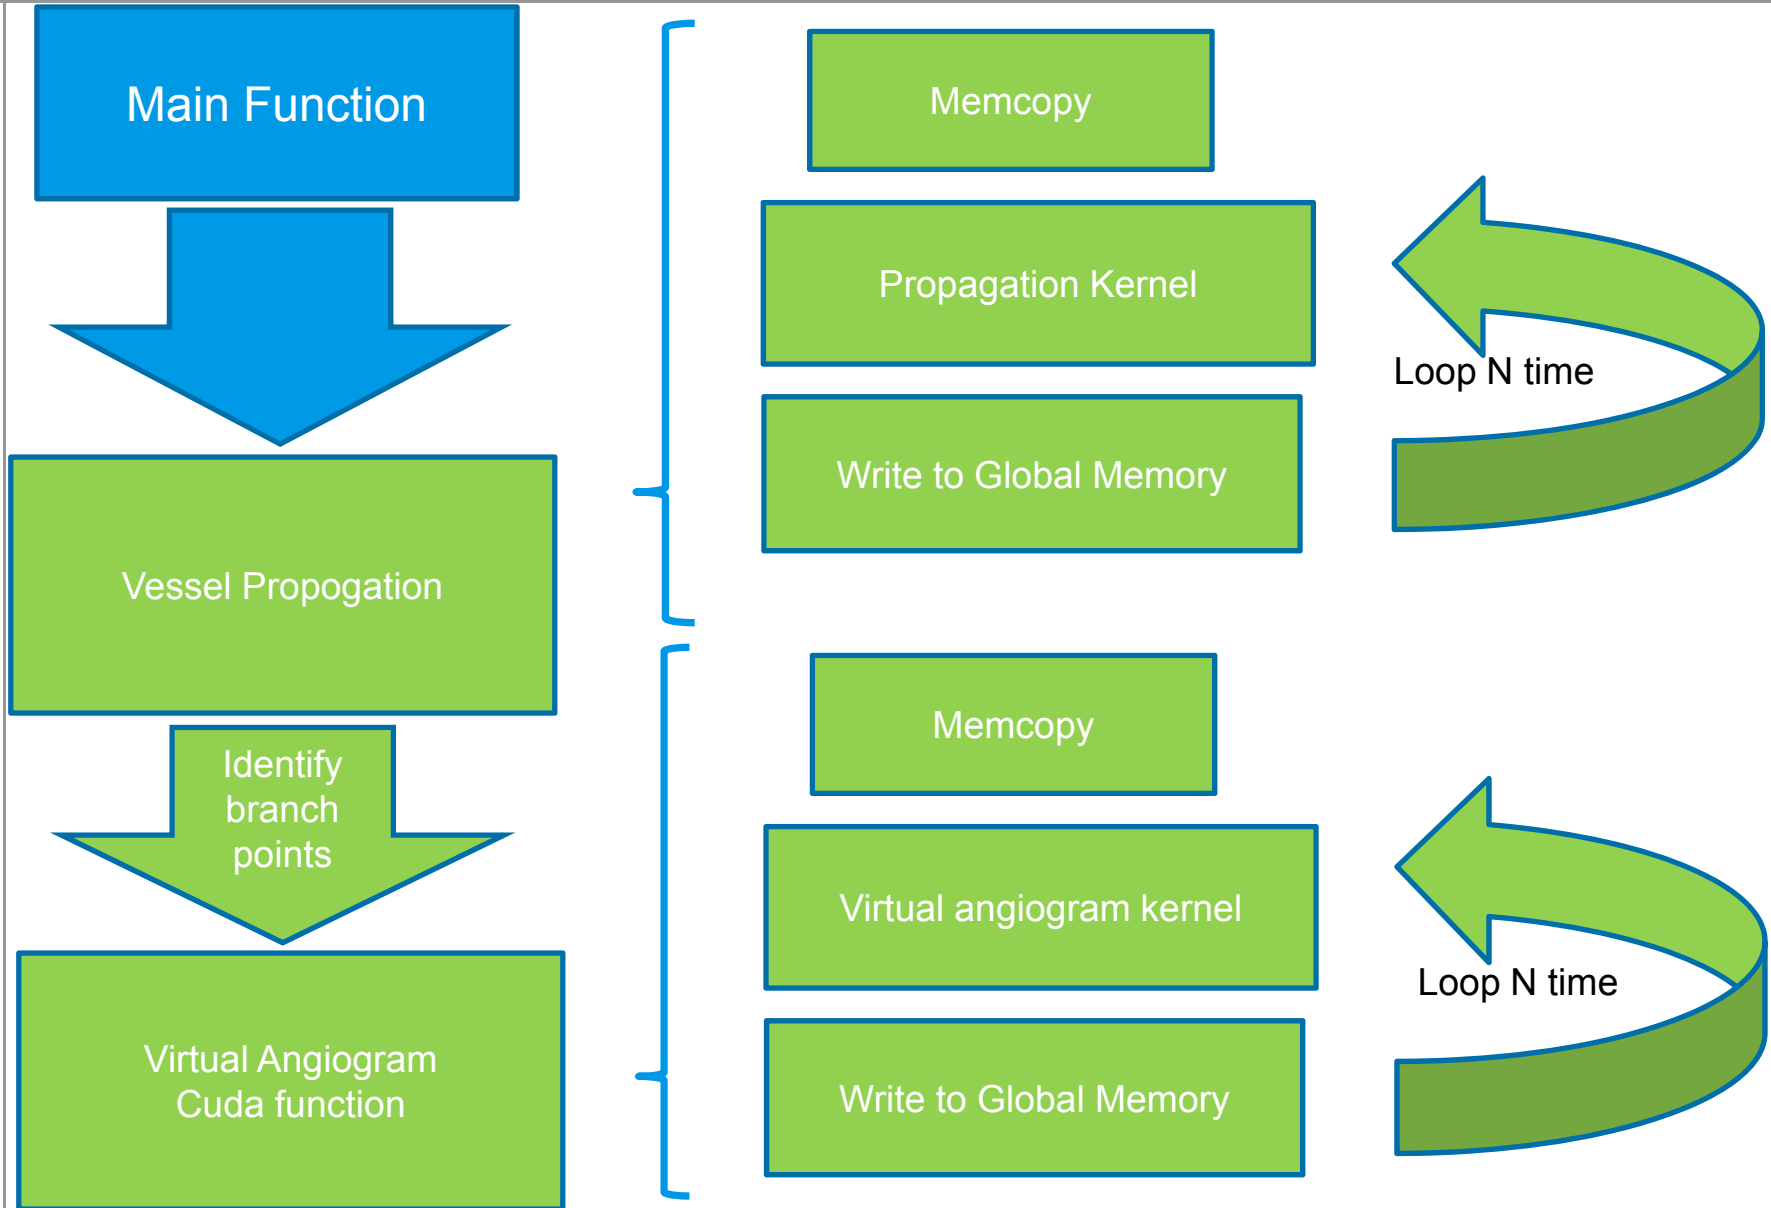 Main Function
Vessel Propogation
Identify
branch
points
Virtual Angiogram
Cuda function
Memcopy
Propagation Kernel
Write to Global Memory
Loop N time
Memcopy
Virtual angiogram kernel
Write to Global Memory
Loop N time